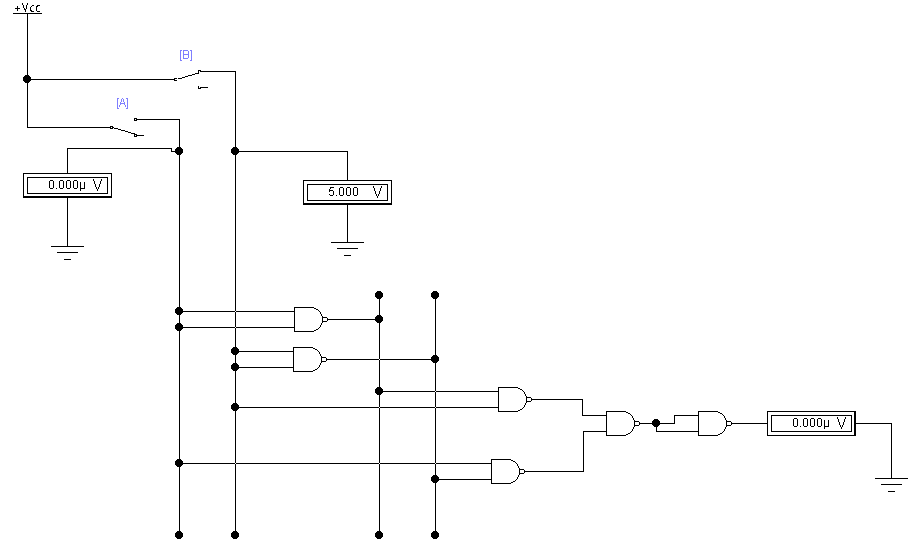 +Vcc
[B]
[A]
0.000µ V
5.000 V
0.000µ V